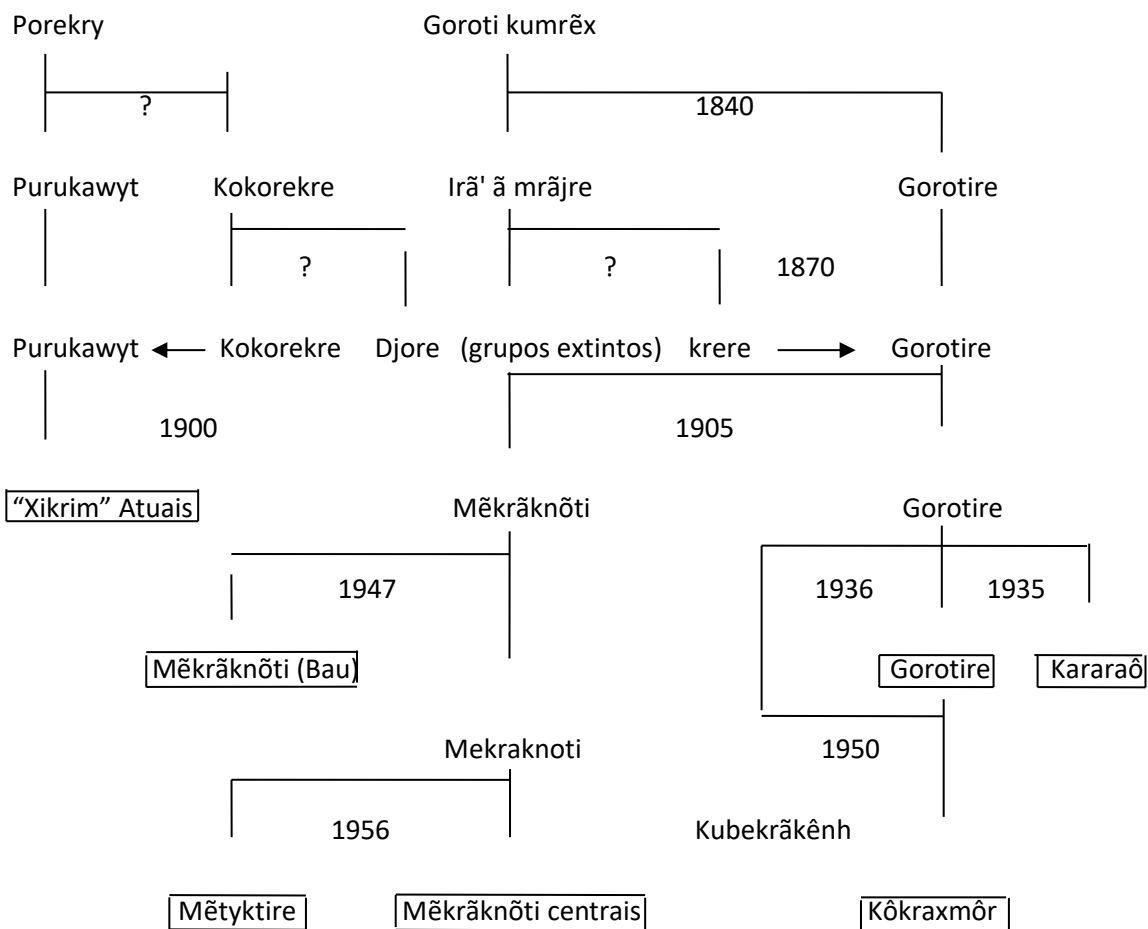 Porekry Goroti kumrẽx
? 1840
Purukawyt Kokorekre Irã' ã mrãjre Gorotire
? ? 1870
Purukawyt Kokorekre Djore (grupos extintos) krere Gorotire
1900 1905
“Xikrim” Atuais Mẽkrãknõti Gorotire
1947 1936 1935
Mẽkrãknõti (Bau) Gorotire Kararaô
Mekraknoti 1950
1956 Kubekrãkênh
Mẽtyktire Mẽkrãknõti centrais Kôkraxmôr